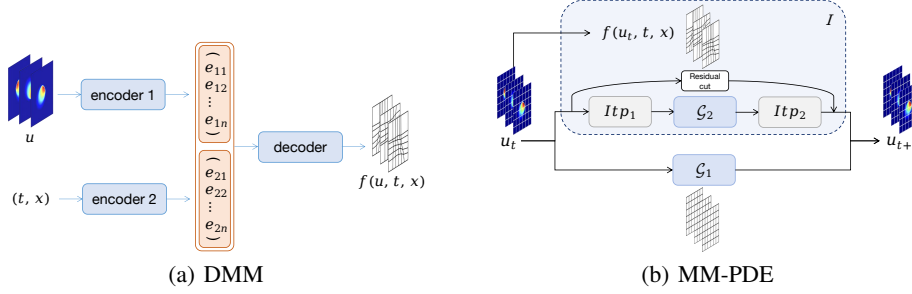 u
encoder 1
(t, x)
encoder 2
( e₁₁ e₁₂ ⋮ e₁ₙ )
( e₂₁ e₂₂ ⋮ e₂ₙ )
decoder
f(u, t, x)
(a) DMM
I
f(uₜ, t, x)
Residual
cut
Itp₁
𝒢₂
Itp₂
uₜ
uₜ₊
𝒢₁
(b) MM-PDE